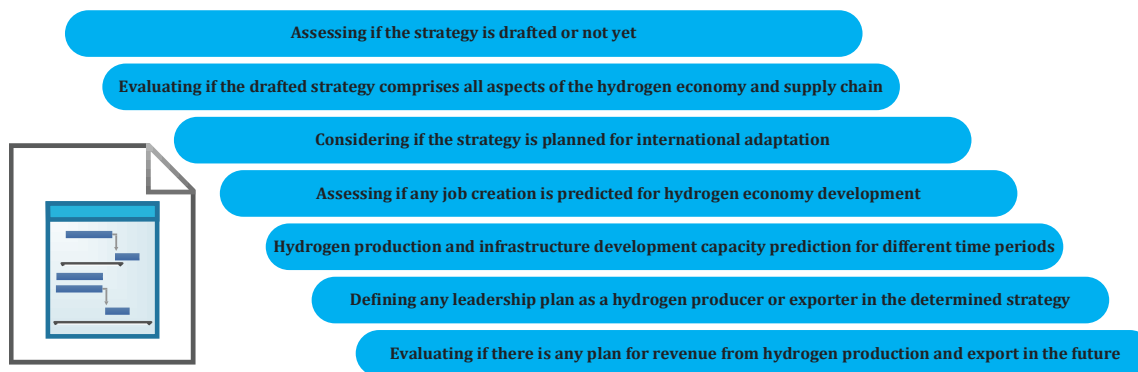 Assessing if the strategy is drafted or not yet
Evaluating if the drafted strategy comprises all aspects of the hydrogen economy and supply chain
Considering if the strategy is planned for international adaptation
Assessing if any job creation is predicted for hydrogen economy development
Hydrogen production and infrastructure development capacity prediction for different time periods
Defining any leadership plan as a hydrogen producer or exporter in the determined strategy
Evaluating if there is any plan for revenue from hydrogen production and export in the future